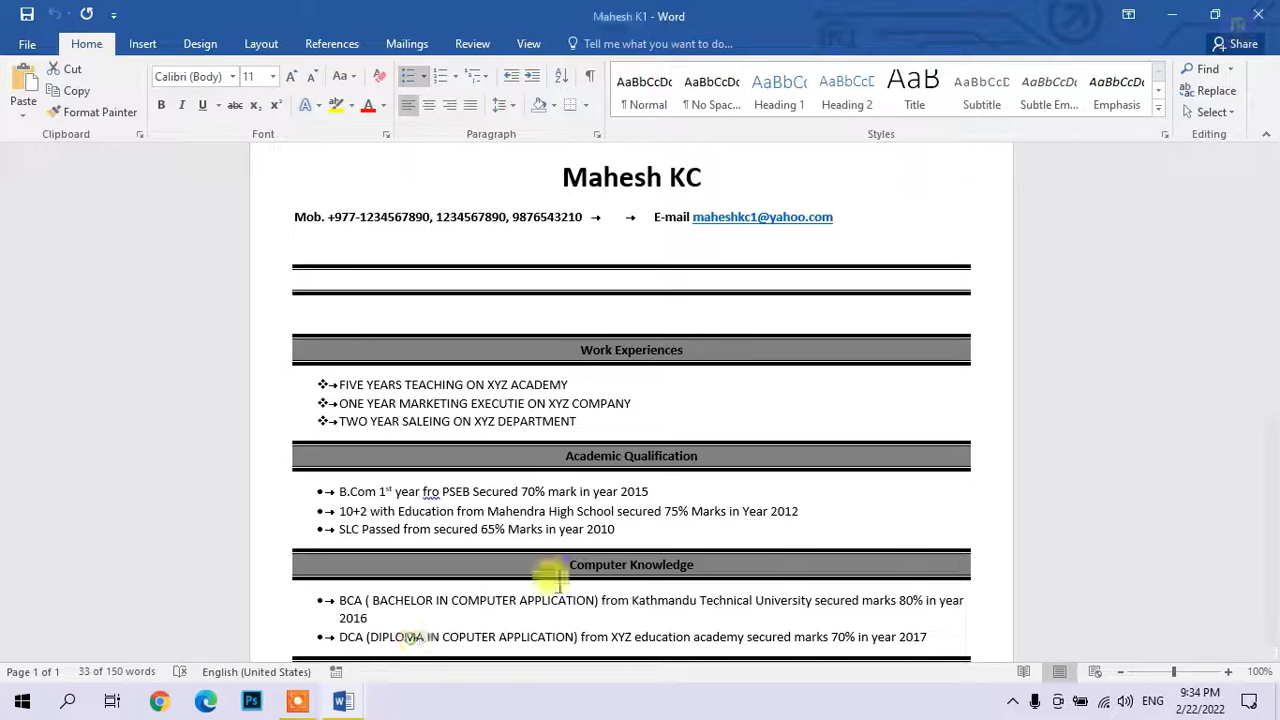 Mahesh K1 - Word
File Home Insert Design Layout References Mailings Review View Help Tell me what you want to do... Share
Paste Cut Copy Format Painter
Calibri (Body) 11
AaBbCcDc AaBbCcDc AaBbC AaBbCcL AaB AaBbCcD AaBbCcDt AaBbCcDt
¶ Normal ¶ No Spac... Heading 1 Heading 2 Title Subtitle Subtle Em... Emphasis
Find Replace Select
Clipboard Font Paragraph Styles Editing
Mahesh KC
Mob. +977-1234567890, 1234567890, 9876543210 E-mail maheshkc1@yahoo.com
Work Experiences
FIVE YEARS TEACHING ON XYZ ACADEMY
ONE YEAR MARKETING EXECUTIE ON XYZ COMPANY
TWO YEAR SALEING ON XYZ DEPARTMENT
Academic Qualification
B.Com 1st year fro PSEB Secured 70% mark in year 2015
10+2 with Education from Mahendra High School secured 75% Marks in Year 2012
SLC Passed from secured 65% Marks in year 2010
Computer Knowledge
BCA ( BACHELOR IN COMPUTER APPLICATION) from Kathmandu Technical University secured marks 80% in year
2016
DCA (DIPLOMA IN COPUTER APPLICATION) from XYZ education academy secured marks 70% in year 2017
Page 1 of 1 33 of 150 words English (United States) 100%
ENG 9:34 PM
2/22/2022